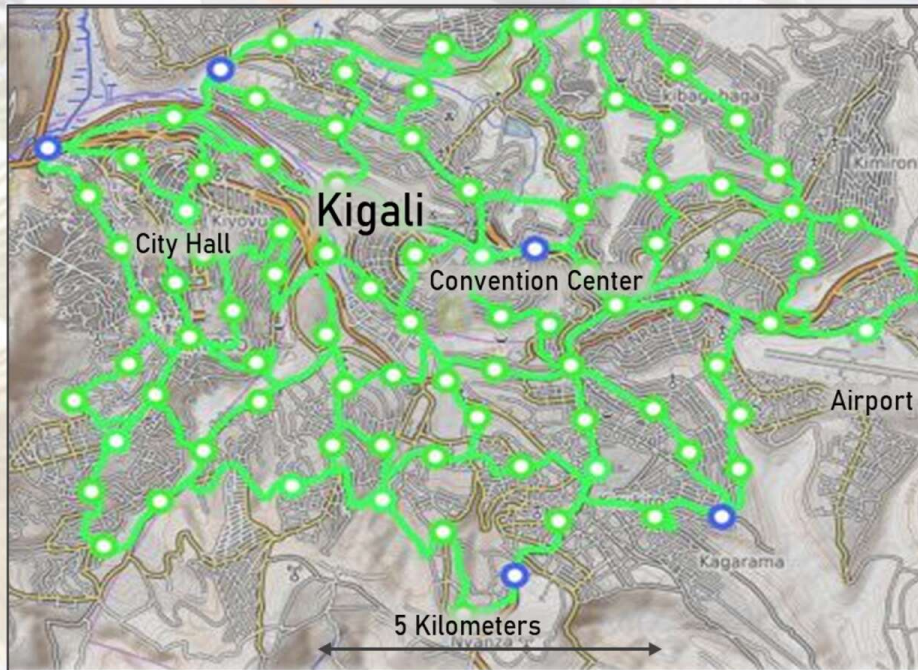 Kibagabaga
Kimiron
Kigali
Kiyovu
City Hall
Convention Center
Airport
Kagarama
5 Kilometers
Nyanza